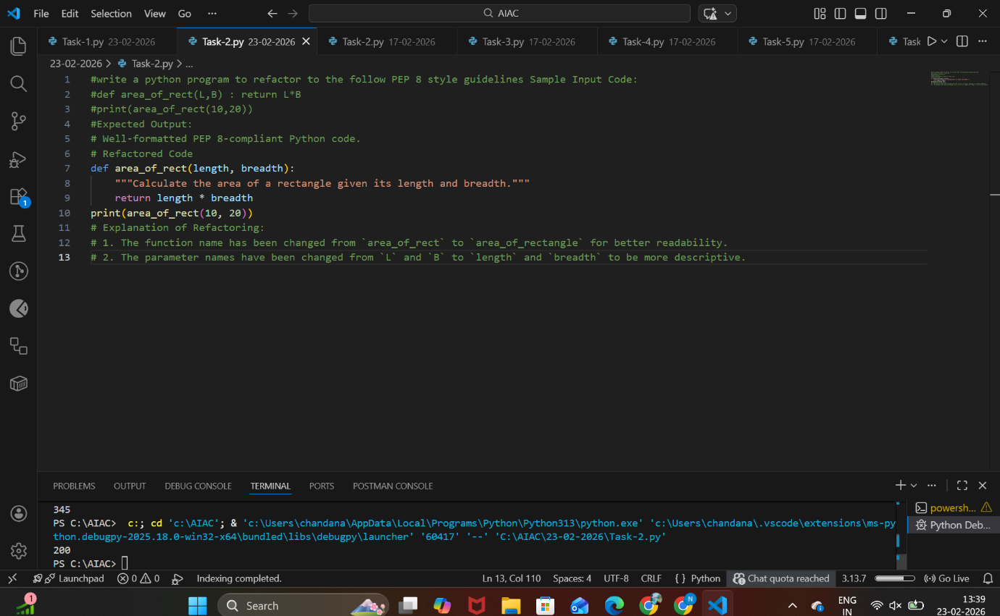 File Edit Selection View Go ··· AIAC
Task-1.py 23-02-2026 Task-2.py 23-02-2026 Task-2.py 17-02-2026 Task-3.py 17-02-2026 Task-4.py 17-02-2026 Task-5.py 17-02-2026 Task
23-02-2026 > Task-2.py > ...
1 #write a python program to refactor to the follow PEP 8 style guidelines Sample Input Code:
2 #def area_of_rect(L,B) : return L*B
3 #print(area_of_rect(10,20))
4 #Expected Output:
5 # Well-formatted PEP 8-compliant Python code.
6 # Refactored Code
7 def area_of_rect(length, breadth):
8 """Calculate the area of a rectangle given its length and breadth."""
9 return length * breadth
10 print(area_of_rect(10, 20))
11 # Explanation of Refactoring:
12 # 1. The function name has been changed from `area_of_rect` to `area_of_rectangle` for better readability.
13 # 2. The parameter names have been changed from `L` and `B` to `length` and `breadth` to be more descriptive.
1
PROBLEMS OUTPUT DEBUG CONSOLE TERMINAL PORTS POSTMAN CONSOLE
345
PS C:\AIAC> c:; cd 'c:\AIAC'; & 'c:\Users\chandana\AppData\Local\Programs\Python\Python313\python.exe' 'c:\Users\chandana\.vscode\extensions\ms-py
thon.debugpy-2025.18.0-win32-x64\bundled\libs\debugpy\launcher' '60417' '--' 'C:\AIAC\23-02-2026\Task-2.py'
200
PS C:\AIAC>
powersh...
Python Deb...
Launchpad 0 0 Indexing completed. Ln 13, Col 110 Spaces: 4 UTF-8 CRLF { } Python Chat quota reached 3.13.7 Go Live
1 Search N ENG 13:39
IN 23-02-2026